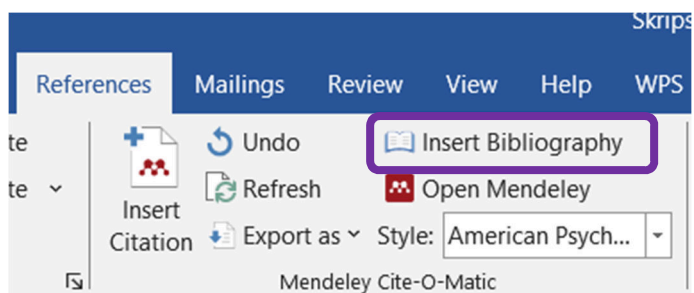 Skrips
References Mailings Review View Help WPS
te
te
Insert
Citation
Undo
Refresh
Export as
Insert Bibliography
Open Mendeley
Style: American Psych...
Mendeley Cite-O-Matic